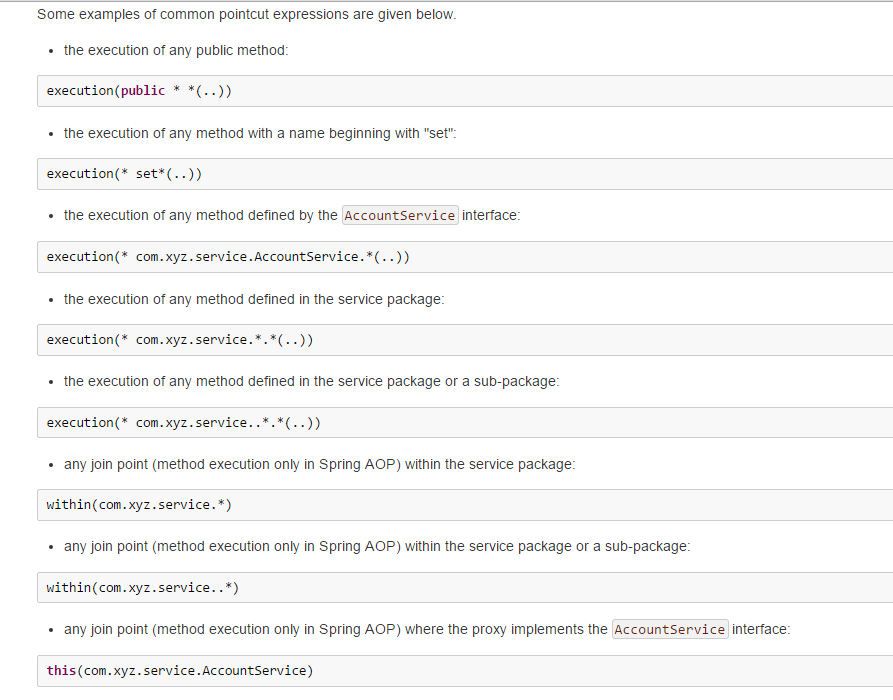 Some examples of common pointcut expressions are given below.
• the execution of any public method:
execution(public * *(..))
• the execution of any method with a name beginning with "set":
execution(* set*(..))
• the execution of any method defined by the AccountService interface:
execution(* com.xyz.service.AccountService.*(..))
• the execution of any method defined in the service package:
execution(* com.xyz.service.*.*(..))
• the execution of any method defined in the service package or a sub-package:
execution(* com.xyz.service..*.*(..))
• any join point (method execution only in Spring AOP) within the service package:
within(com.xyz.service.*)
• any join point (method execution only in Spring AOP) within the service package or a sub-package:
within(com.xyz.service..*)
• any join point (method execution only in Spring AOP) where the proxy implements the AccountService interface:
this(com.xyz.service.AccountService)